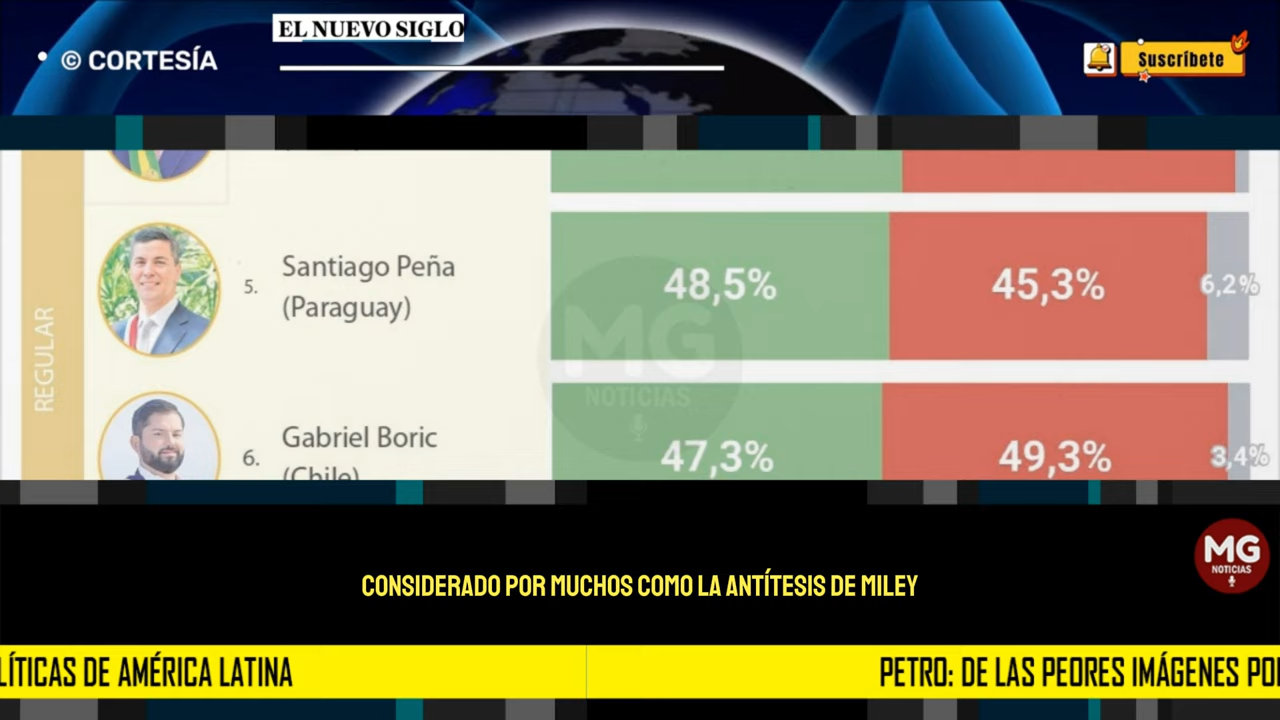 EL NUEVO SIGLO
© CORTESÍA
Suscríbete
REGULAR
5.
Santiago Peña
(Paraguay)
48,5%
45,3%
6,2%
6.
Gabriel Boric
(Chile)
47,3%
49,3%
3,4%
MG
NOTICIAS
MG
NOTICIAS
CONSIDERADO POR MUCHOS COMO LA ANTÍTESIS DE MILEY
LÍTICAS DE AMÉRICA LATINA
PETRO: DE LAS PEORES IMÁGENES PO